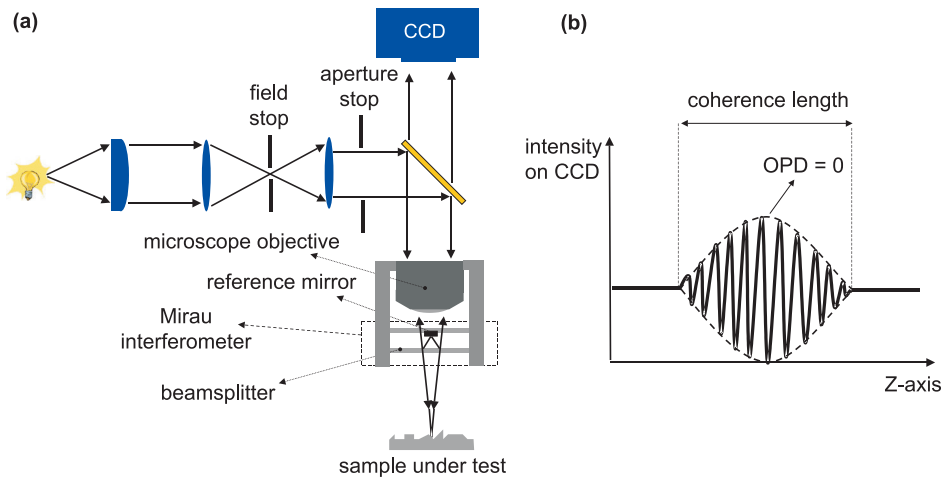 (a)
CCD
aperture
stop
field
stop
microscope objective
reference mirror
Mirau
interferometer
beamsplitter
sample under test
(b)
coherence length
intensity
on CCD
OPD = 0
Z-axis